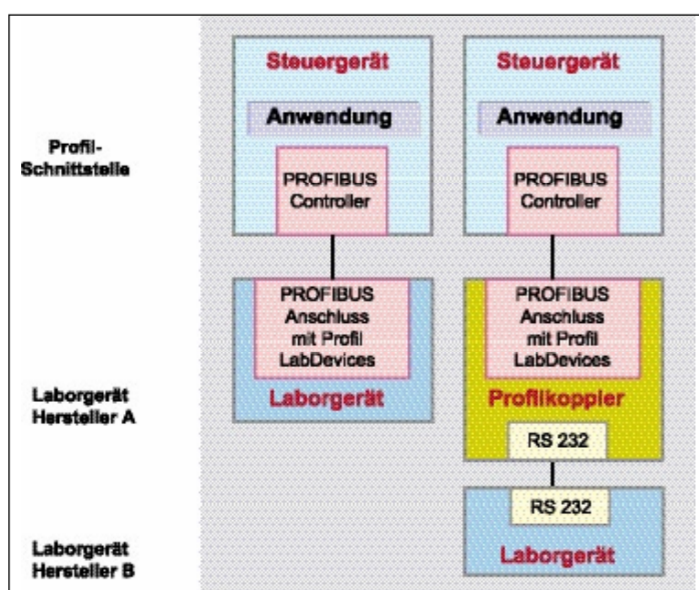 Steuergerät
Anwendung
PROFIBUS
Controller
Steuergerät
Anwendung
PROFIBUS
Controller
Profil-
Schnittstelle
PROFIBUS
Anschluss
mit Profil
LabDevices
Laborgerät
PROFIBUS
Anschluss
mit Profil
LabDevices
Profilkoppler
RS 232
Laborgerät
Hersteller A
RS 232
Laborgerät
Laborgerät
Hersteller B